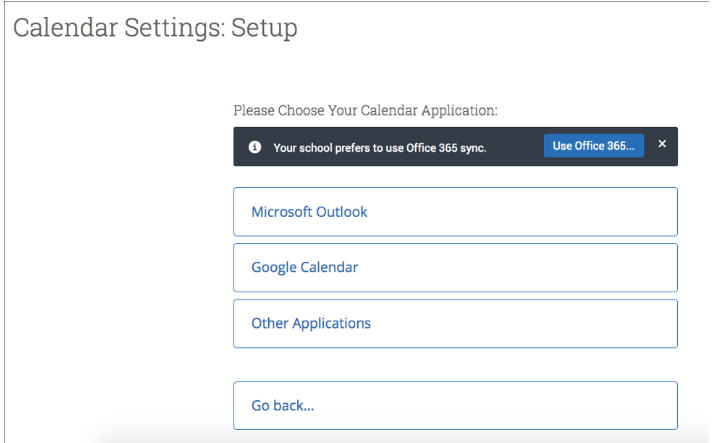 Calendar Settings: Setup
Please Choose Your Calendar Application:
Your school prefers to use Office 365 sync.
Use Office 365...
Microsoft Outlook
Google Calendar
Other Applications
Go back...